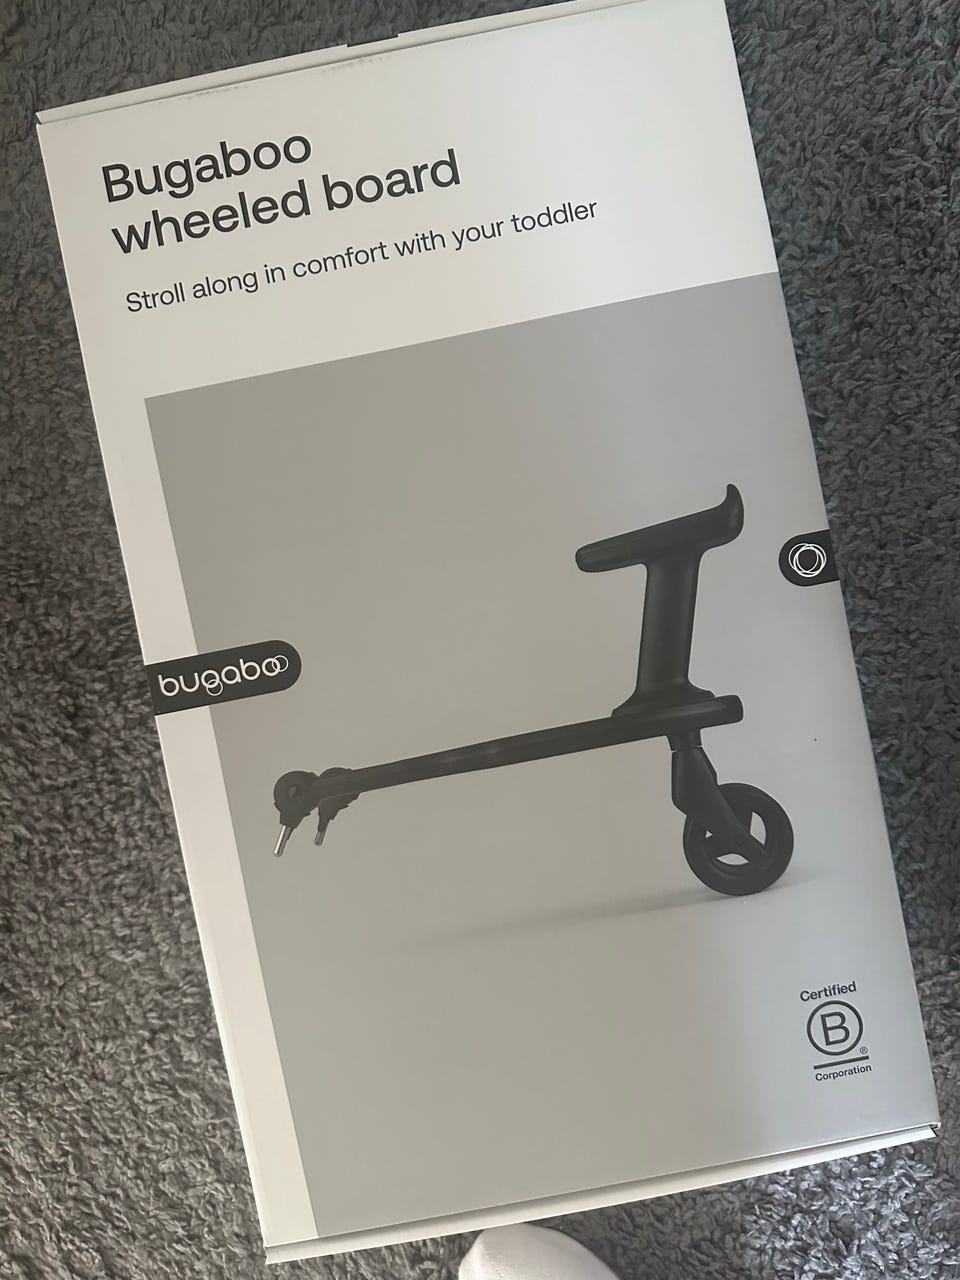 Bugaboo
wheeled board
Stroll along in comfort with your toddler
bugaboo
Certified
B
®
Corporation